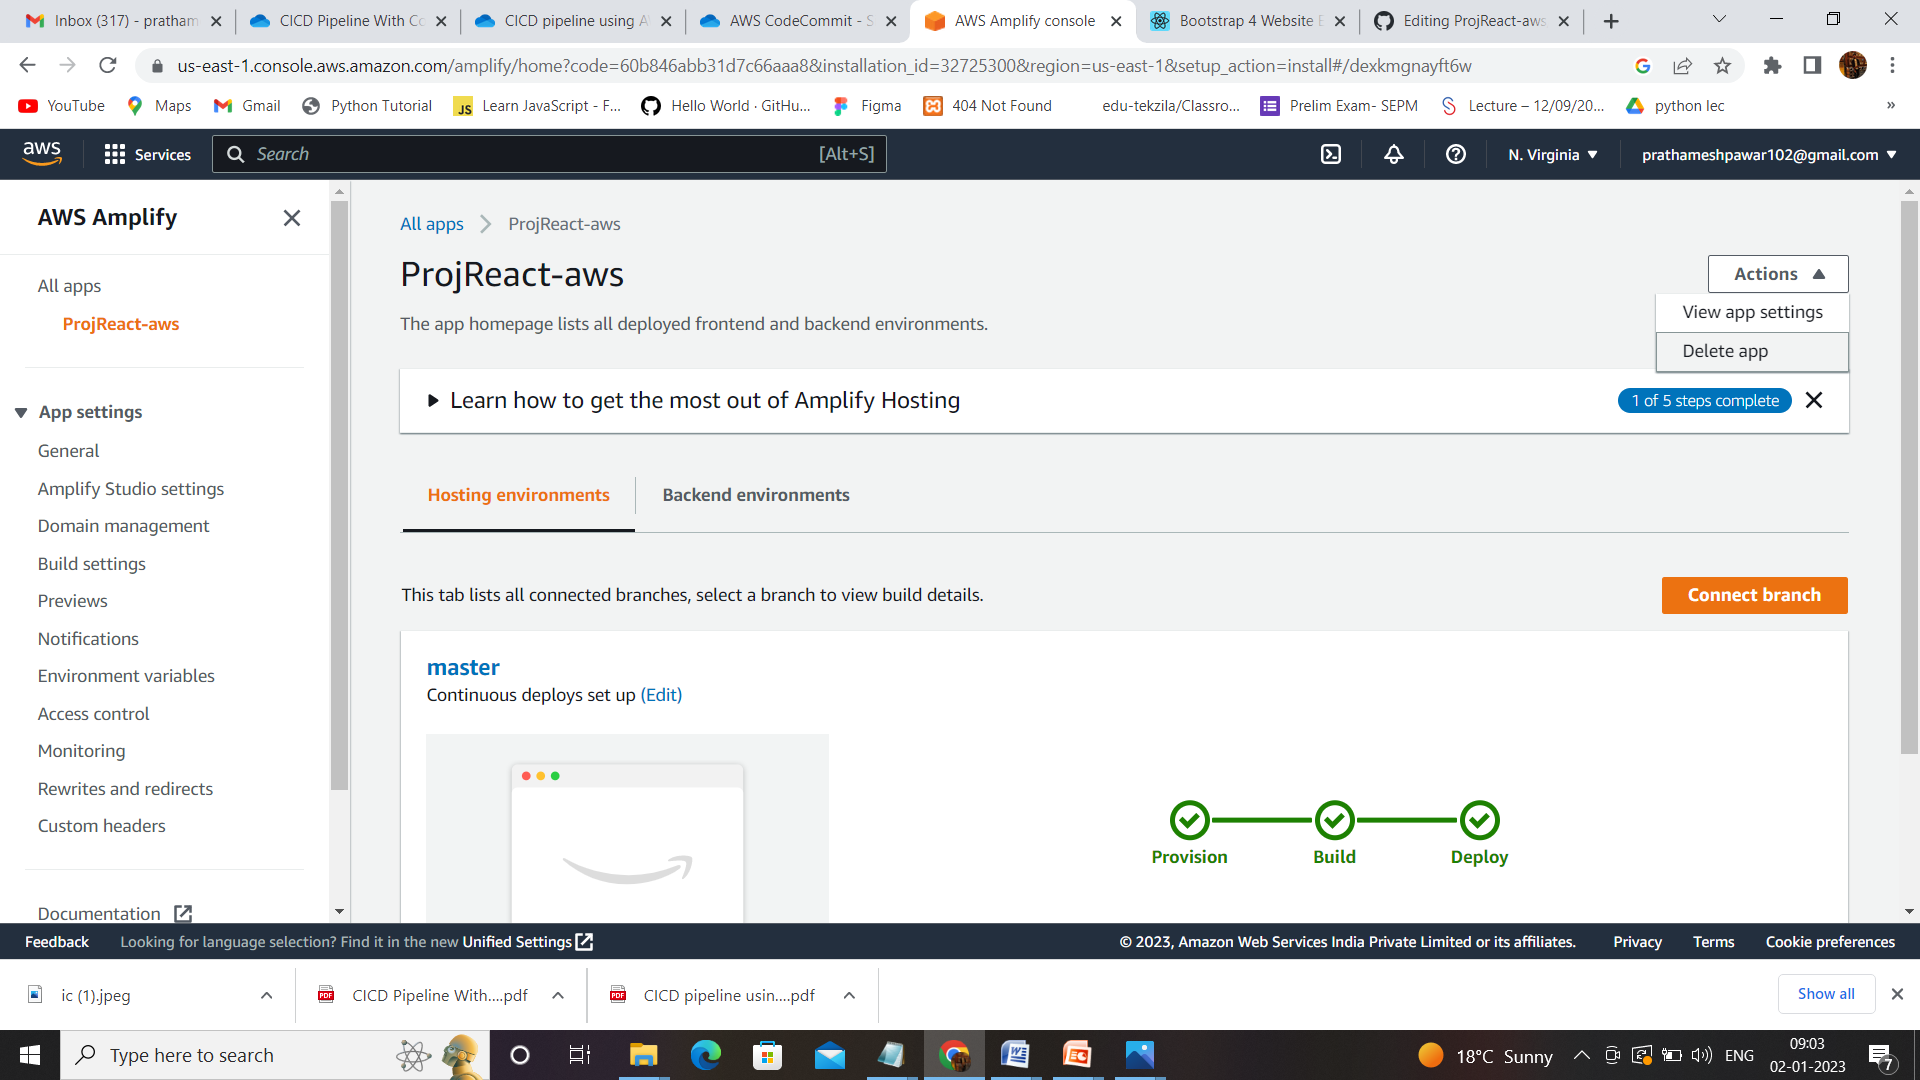 Inbox (317) - pratham
CICD Pipeline With Co
CICD pipeline using A
AWS CodeCommit - S
AWS Amplify console
Bootstrap 4 Website E
Editing ProjReact-aws
us-east-1.console.aws.amazon.com/amplify/home?code=60b846abb31d7c66aaa8&installation_id=32725300&region=us-east-1&setup_action=install#/dexkmgnayft6w
YouTube
Maps
Gmail
Python Tutorial
JS
Learn JavaScript - F...
Hello World · GitHu...
Figma
404 Not Found
edu-tekzila/Classro...
Prelim Exam- SEPM
Lecture – 12/09/20...
python lec
»
aws
Services
Search
[Alt+S]
N. Virginia
prathameshpawar102@gmail.com
AWS Amplify
All apps
ProjReact-aws
App settings
General
Amplify Studio settings
Domain management
Build settings
Previews
Notifications
Environment variables
Access control
Monitoring
Rewrites and redirects
Custom headers
Documentation
All apps
ProjReact-aws
ProjReact-aws
Actions
View app settings
Delete app
The app homepage lists all deployed frontend and backend environments.
Learn how to get the most out of Amplify Hosting
1 of 5 steps complete
Hosting environments
Backend environments
This tab lists all connected branches, select a branch to view build details.
Connect branch
master
Continuous deploys set up (Edit)
Provision
Build
Deploy
Feedback
Looking for language selection? Find it in the new Unified Settings
© 2023, Amazon Web Services India Private Limited or its affiliates.
Privacy
Terms
Cookie preferences
ic (1).jpeg
PDF
CICD Pipeline With....pdf
PDF
CICD pipeline usin....pdf
Show all
Type here to search
18°C Sunny
ENG
09:03
02-01-2023
7